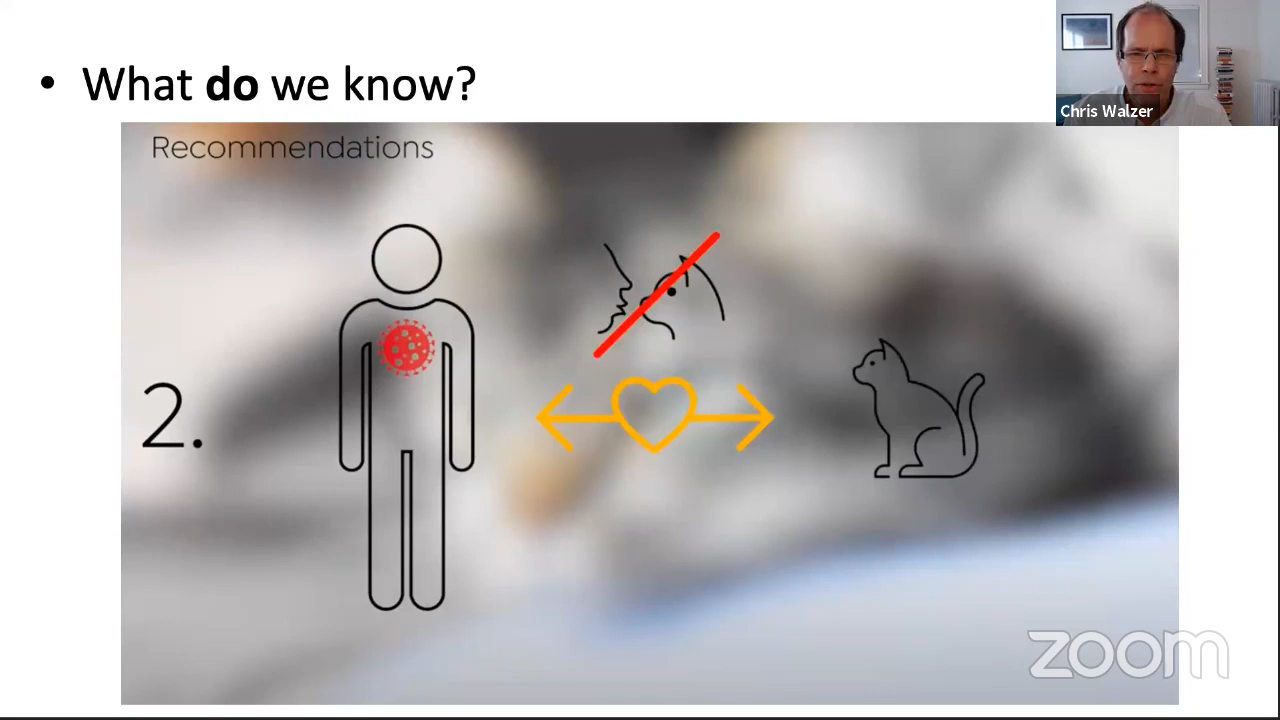 • What do we know?
Chris Walzer
Recommendations
2.
zoom